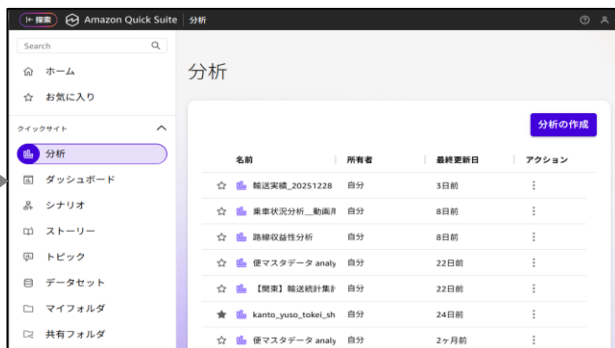 探索 Amazon Quick Suite 分析
Search
ホーム
お気に入り
クイックサイト
分析
ダッシュボード
シナリオ
ストーリー
トピック
データセット
マイフォルダ
共有フォルダ
分析
分析の作成
名前 所有者 最終更新日 アクション
輸送実績_20251228 自分 3日前
乗車状況分析__動画 自分 8日前
路線収益性分析 自分 8日前
便マスタデータ analy 自分 22日前
【関東】輸送統計集 自分 22日前
kanto_yuso_tokei_sh 自分 24日前
便マスタデータ analy 自分 2ヶ月前